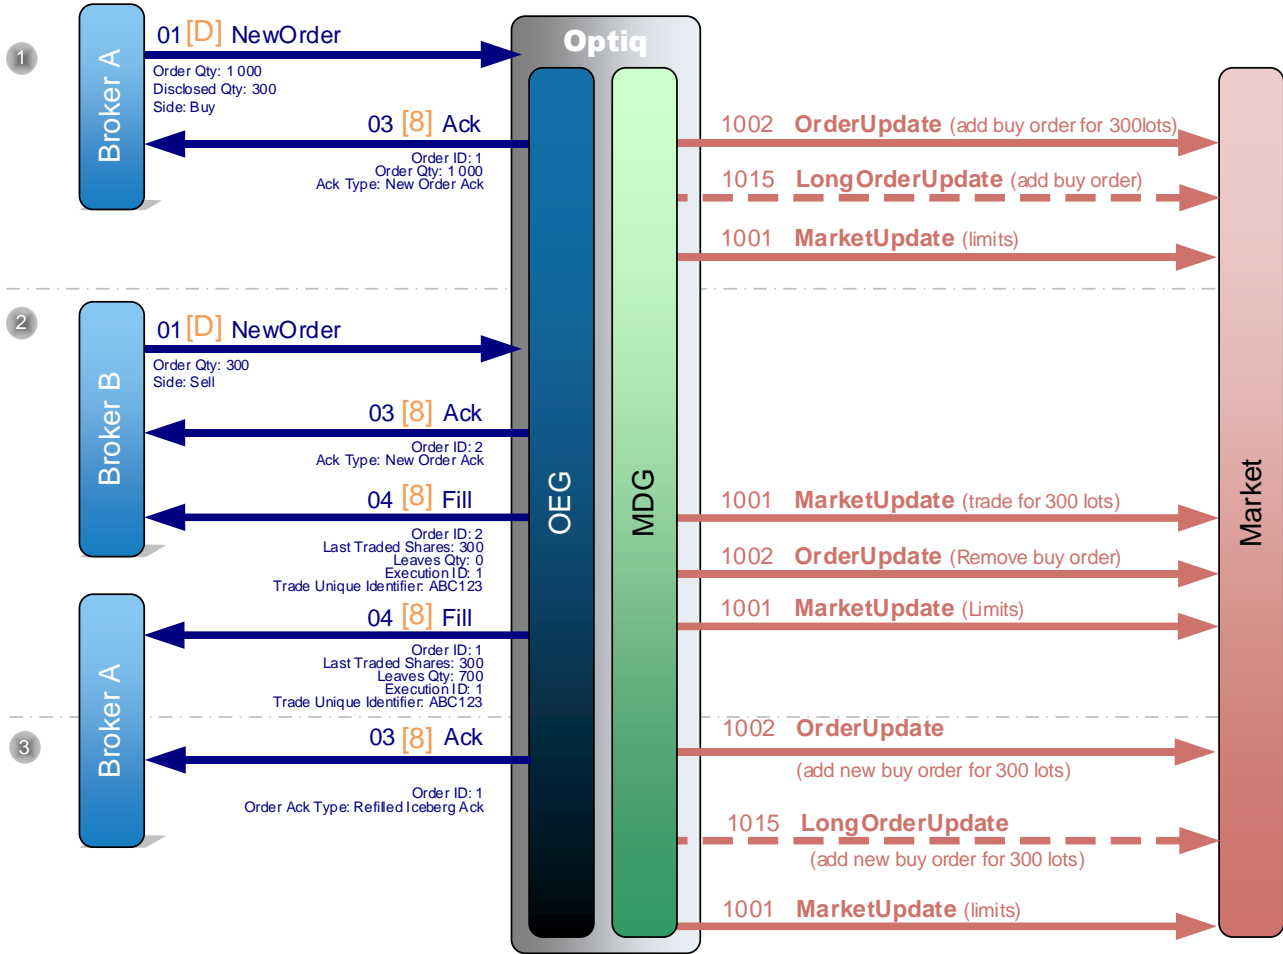 Optiq
1
Broker A
01 [D] NewOrder
Order Qty: 1 000
Disclosed Qty: 300
Side: Buy
03 [8] Ack
Order ID: 1
Order Qty: 1 000
Ack Type: New Order Ack
1002 OrderUpdate (add buy order for 300lots)
1015 LongOrderUpdate (add buy order)
1001 MarketUpdate (limits)
2
Broker B
01 [D] NewOrder
Order Qty: 300
Side: Sell
03 [8] Ack
Order ID: 2
Ack Type: New Order Ack
04 [8] Fill
Order ID: 2
Last Traded Shares: 300
Leaves Qty: 0
Execution ID: 1
Trade Unique Identifier: ABC123
OEG
MDG
Market
1001 MarketUpdate (trade for 300 lots)
1002 OrderUpdate (Remove buy order)
1001 MarketUpdate (Limits)
Broker A
04 [8] Fill
Order ID: 1
Last Traded Shares: 300
Leaves Qty: 700
Execution ID: 1
Trade Unique Identifier: ABC123
3
03 [8] Ack
Order ID: 1
Order Ack Type: Refilled Iceberg Ack
1002 OrderUpdate
(add new buy order for 300 lots)
1015 LongOrderUpdate
(add new buy order for 300 lots)
1001 MarketUpdate (limits)